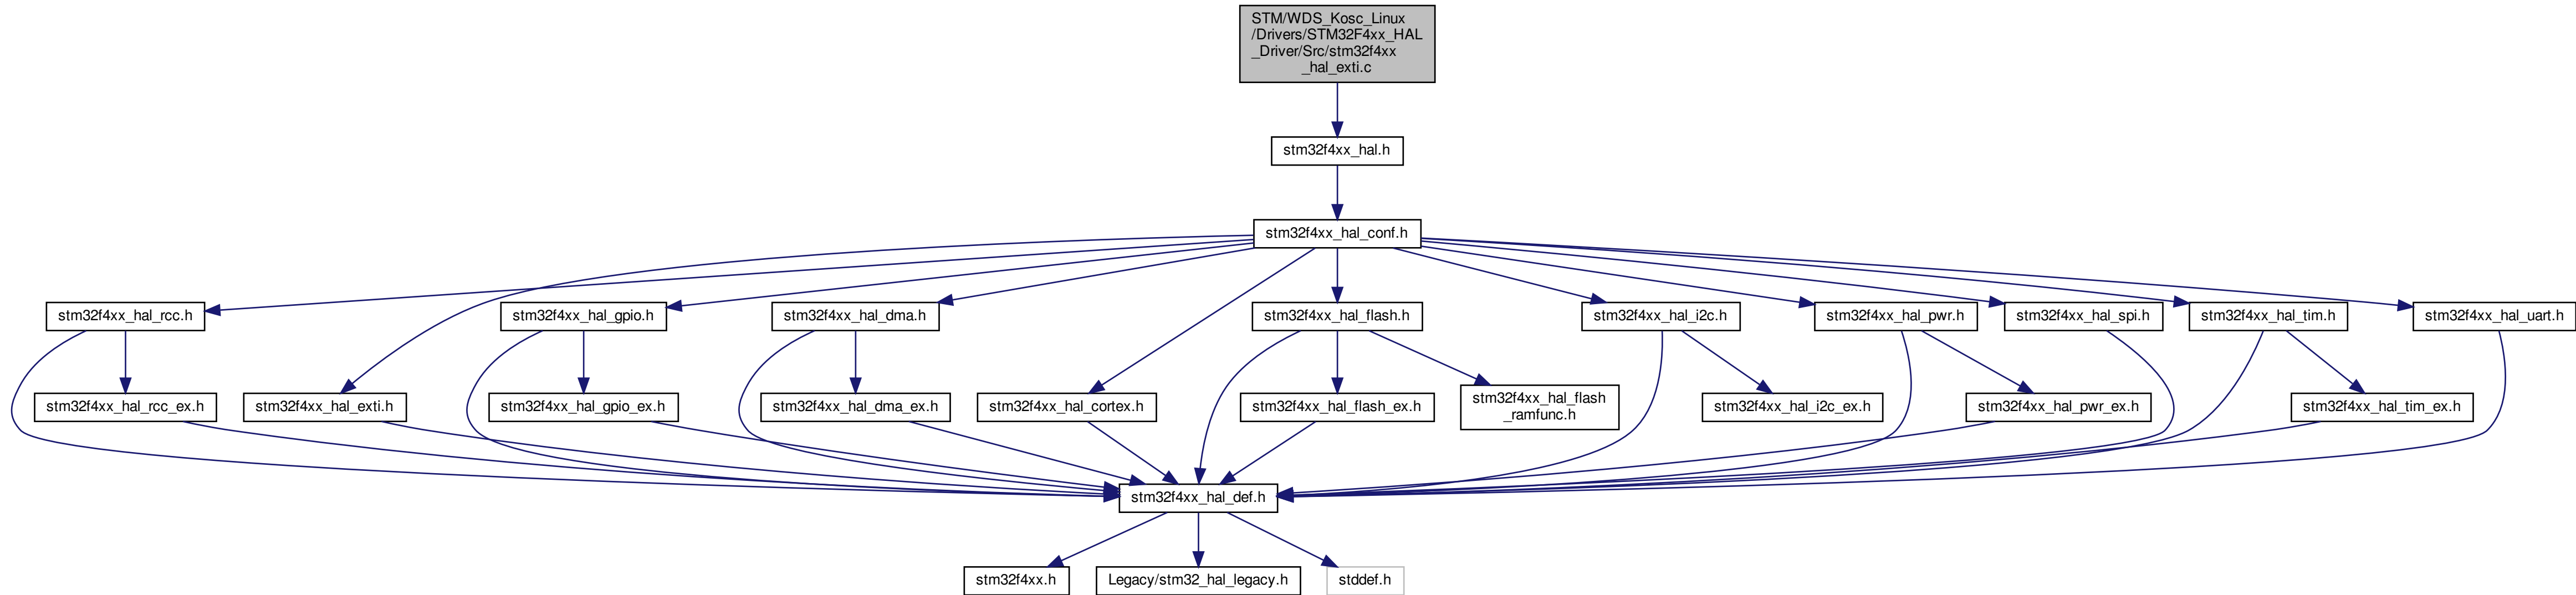 STM/WDS_Kosc_Linux
/Drivers/STM32F4xx_HAL
_Driver/Src/stm32f4xx
_hal_exti.c
stm32f4xx_hal.h
stm32f4xx_hal_conf.h
stm32f4xx_hal_rcc.h
stm32f4xx_hal_gpio.h
stm32f4xx_hal_dma.h
stm32f4xx_hal_flash.h
stm32f4xx_hal_i2c.h
stm32f4xx_hal_pwr.h
stm32f4xx_hal_spi.h
stm32f4xx_hal_tim.h
stm32f4xx_hal_uart.h
stm32f4xx_hal_rcc_ex.h
stm32f4xx_hal_exti.h
stm32f4xx_hal_gpio_ex.h
stm32f4xx_hal_dma_ex.h
stm32f4xx_hal_cortex.h
stm32f4xx_hal_flash_ex.h
stm32f4xx_hal_flash
_ramfunc.h
stm32f4xx_hal_i2c_ex.h
stm32f4xx_hal_pwr_ex.h
stm32f4xx_hal_tim_ex.h
stm32f4xx_hal_def.h
stm32f4xx.h
Legacy/stm32_hal_legacy.h
stddef.h